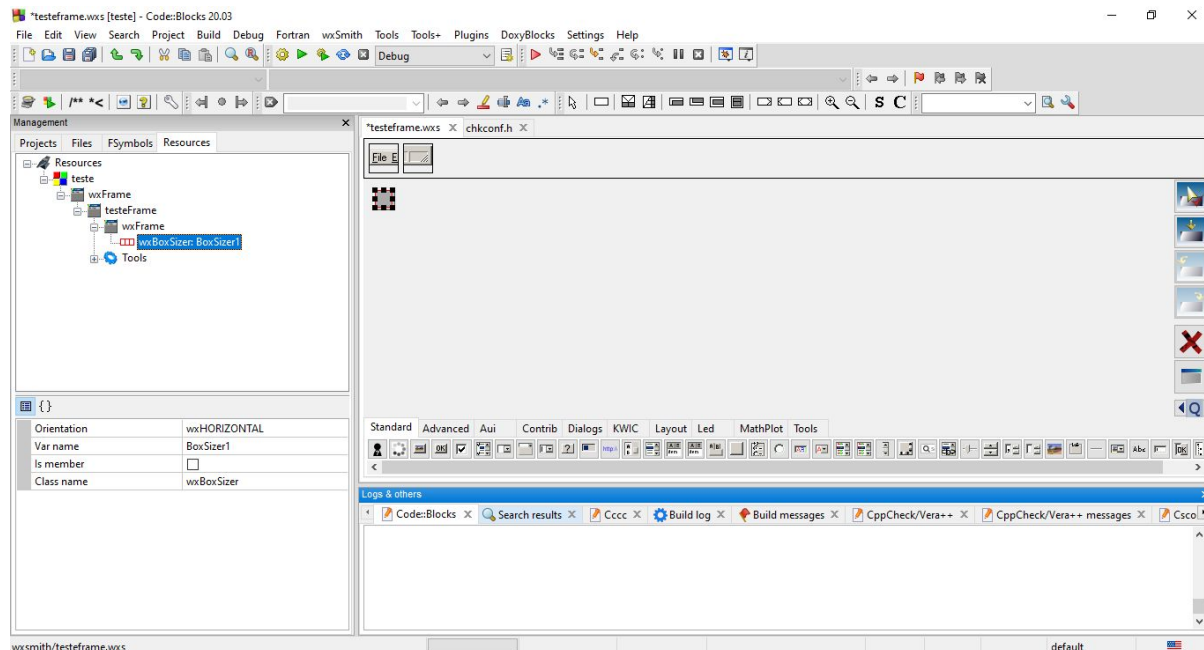 *testeframe.wxs [teste] - Code::Blocks 20.03
File Edit View Search Project Build Debug Fortran wxSmith Tools Tools+ Plugins DoxyBlocks Settings Help
Debug
/** *<
S C
Management
*testeframe.wxs chkconf.h
Projects Files FSymbols Resources
File E
Resources
teste
wxFrame
testeFrame
wxFrame
wxBoxSizer: BoxSizer1
Tools
Q
{}
Orientation wxHORIZONTAL
Var name BoxSizer1
Is member
Class name wxBoxSizer
Standard Advanced Aui Contrib Dialogs KWIC Layout Led MathPlot Tools
Logs & others
Code::Blocks Search results Cccc Build log Build messages CppCheck/Vera++ CppCheck/Vera++ messages Csco
wxsmith/testeframe.wxs default